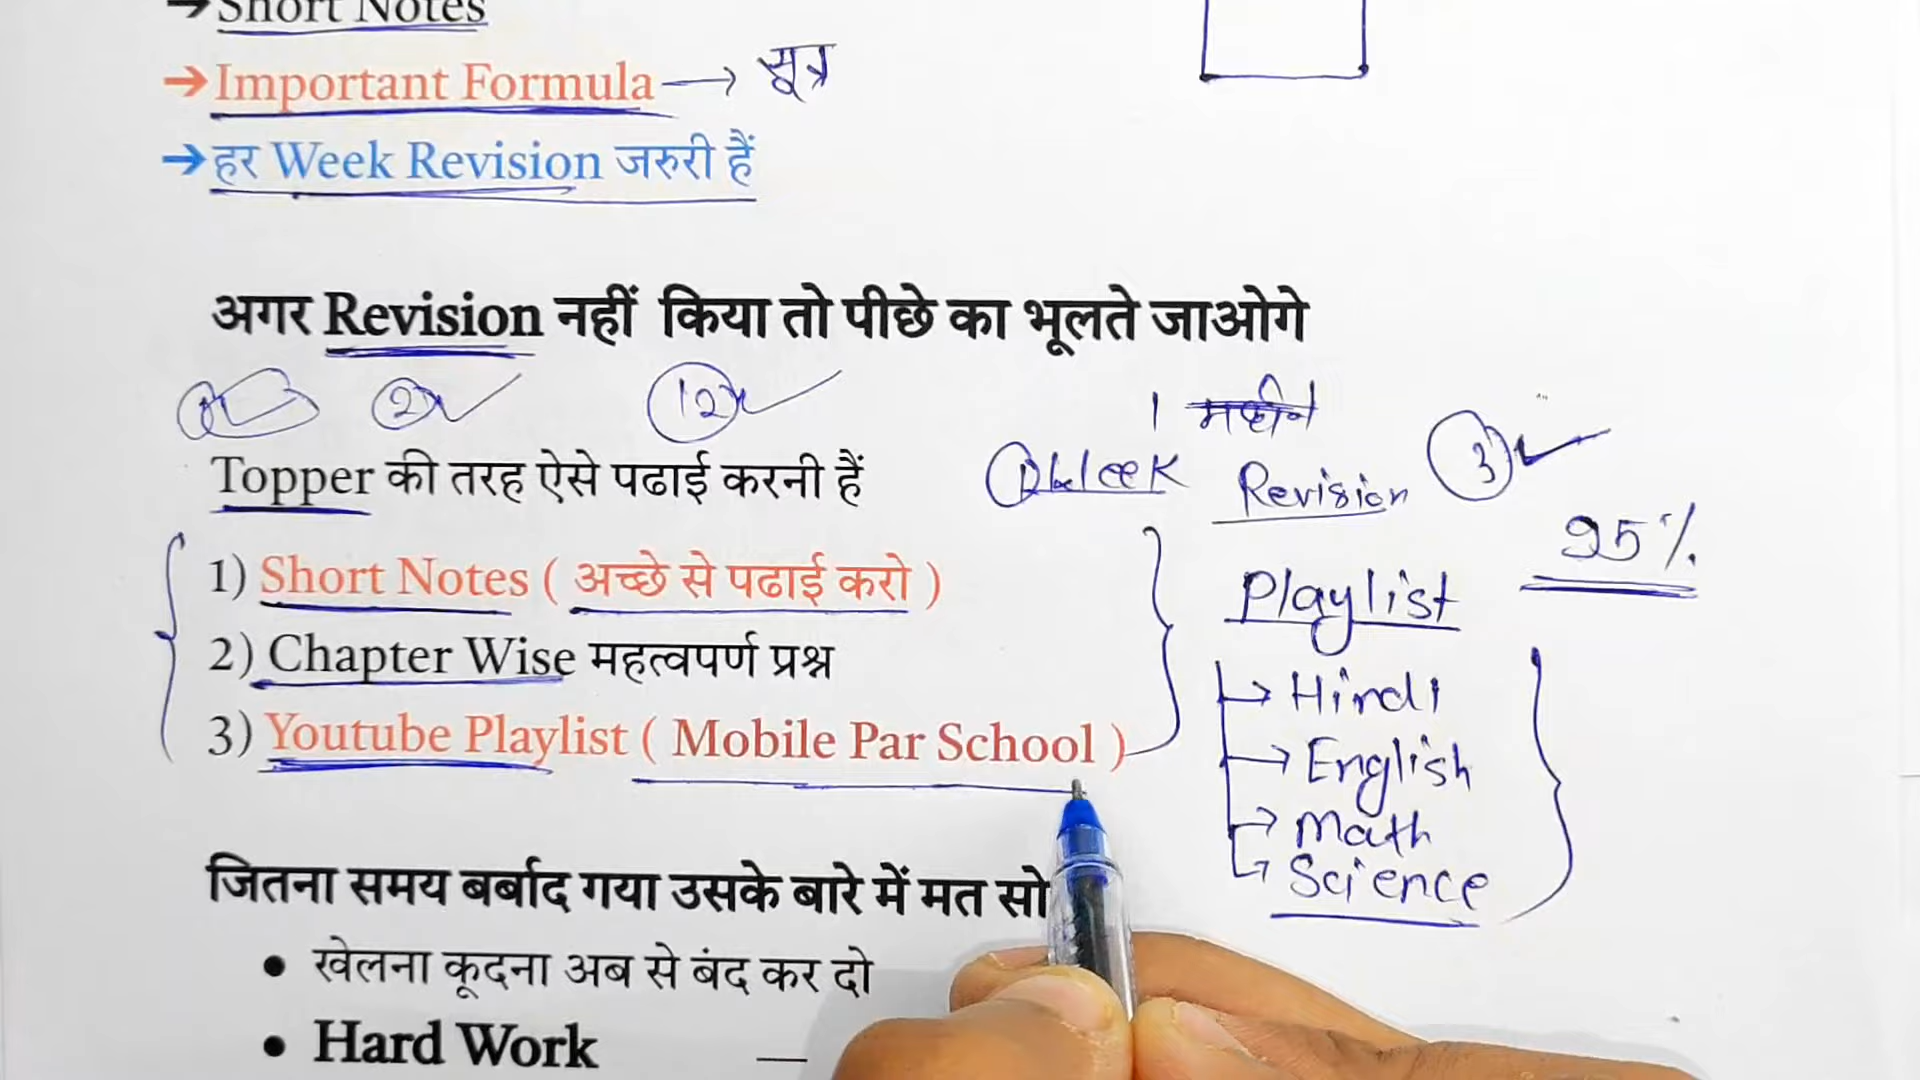 → Short Notes
→ Important Formula → सूत्र
→ हर Week Revision जरुरी हैं
अगर Revision नहीं किया तो पीछे का भूलते जाओगे
① ② 12 1
Topper की तरह ऐसे पढाई करनी हैं
① Week Revision 3
95%
1) Short Notes ( अच्छे से पढाई करो )
2) Chapter Wise महत्वपर्ण प्रश्न
3) Youtube Playlist ( Mobile Par School )
Playlist
→ Hindi
→ English
→ Math
→ Science
जितना समय बर्बाद गया उसके बारे में मत सो
• खेलना कूदना अब से बंद कर दो
• Hard Work